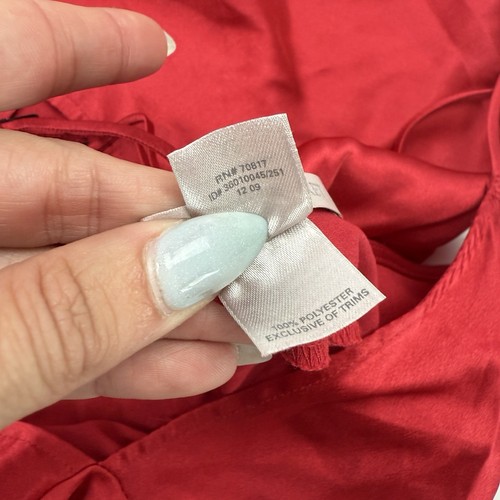 RN# 70817
ID# 30010045/251
12 09
100% POLYESTER
EXCLUSIVE OF TRIMS